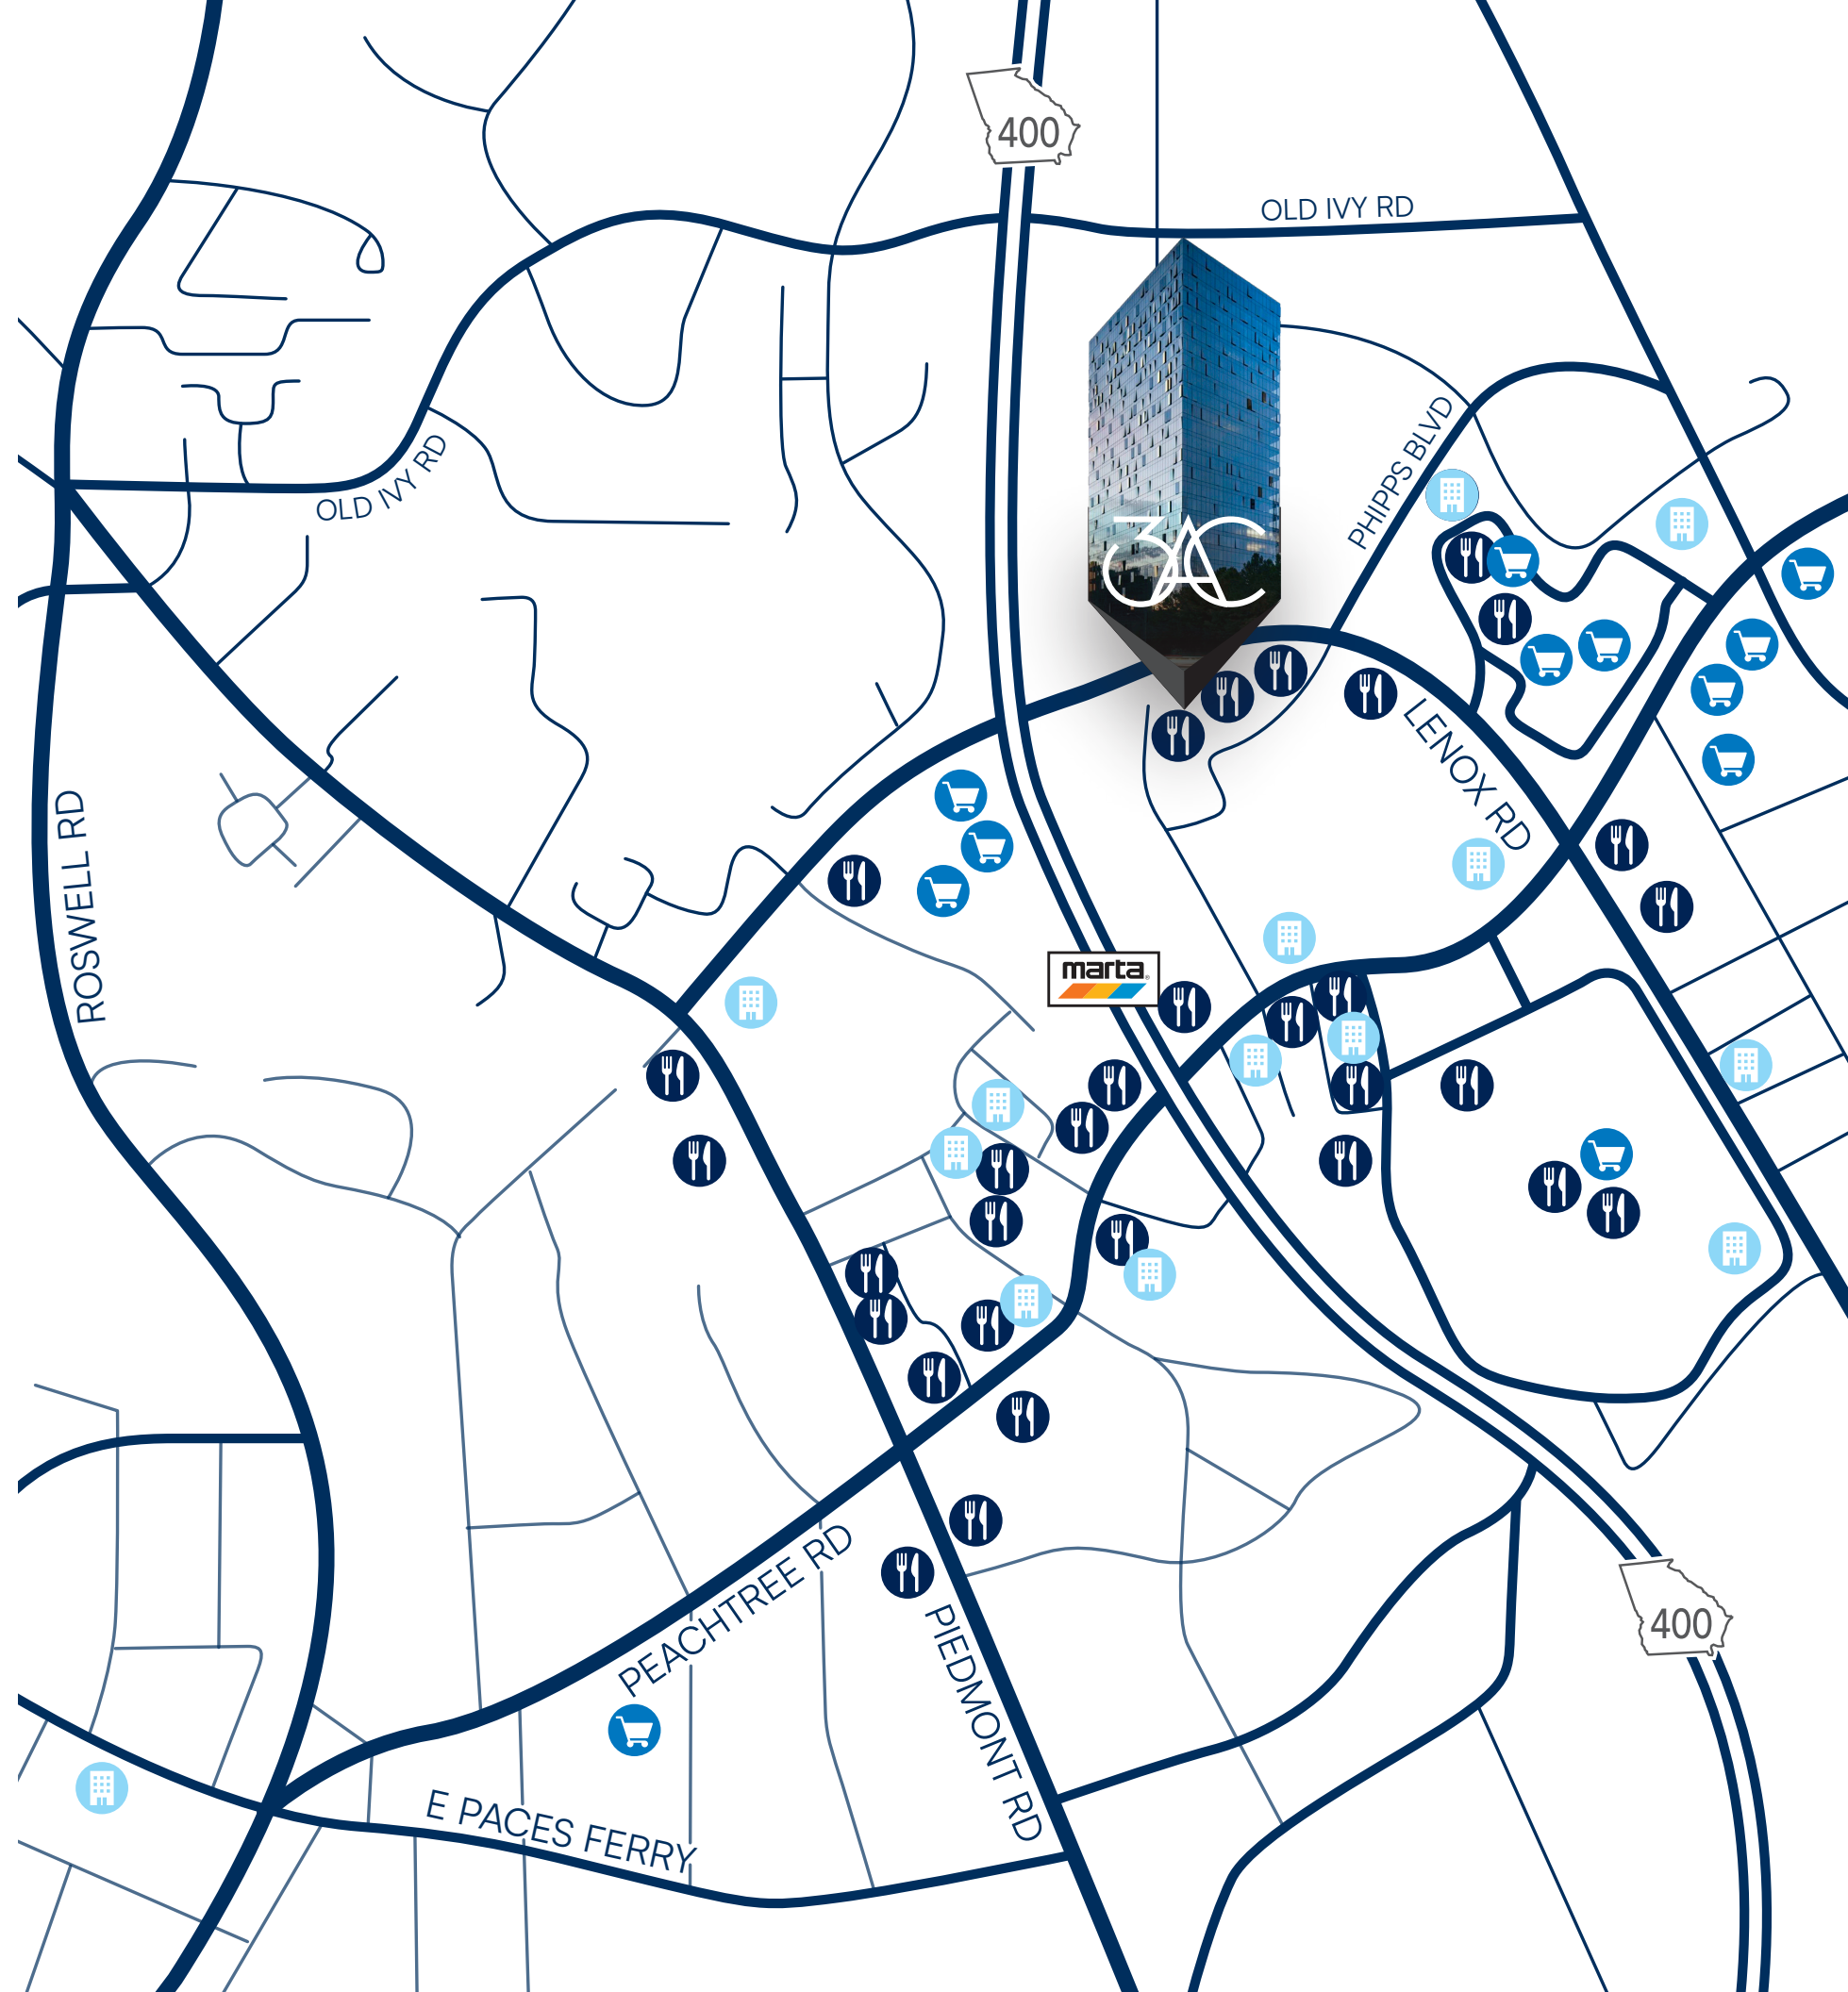 400
OLD IVY RD
PHIPPS BLVD
OLD IVY RD
3AC
LENOX RD
ROSWELL RD
marta
PEACHTREE RD
PIEDMONT RD
400
E PACES FERRY